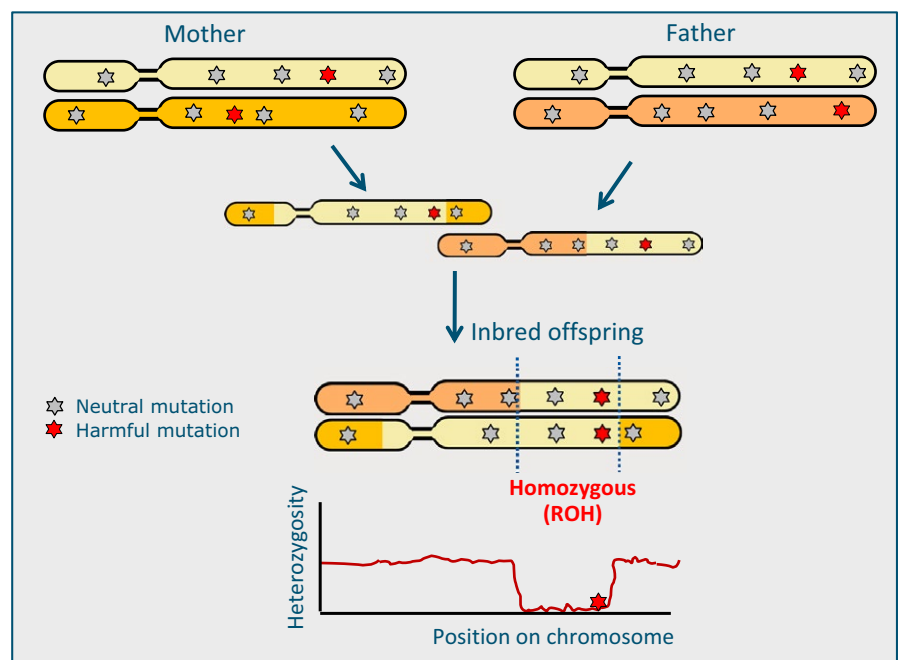 Mother
Father
Inbred offspring
Neutral mutation
Harmful mutation
Homozygous
(ROH)
Heterozygosity
Position on chromosome